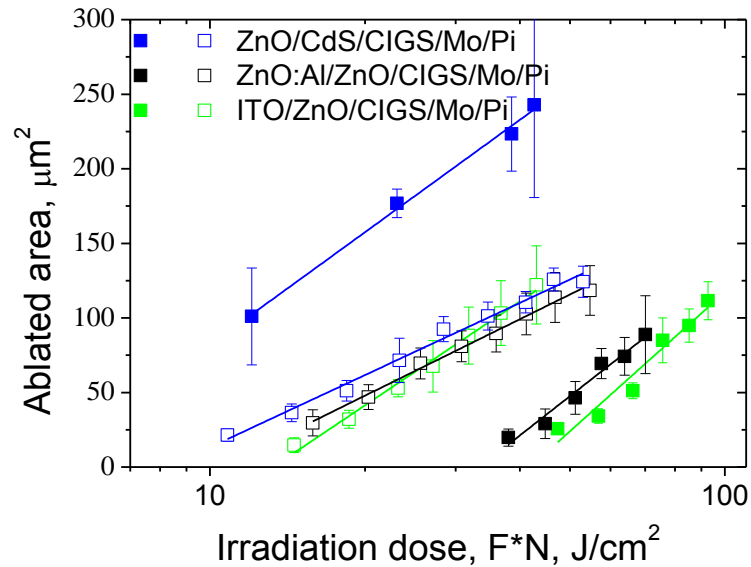 300
250
200
150
100
50
0
Ablated area, μm²
ZnO/CdS/CIGS/Mo/Pi
ZnO:Al/ZnO/CIGS/Mo/Pi
ITO/ZnO/CIGS/Mo/Pi
10
100
Irradiation dose, F*N, J/cm²